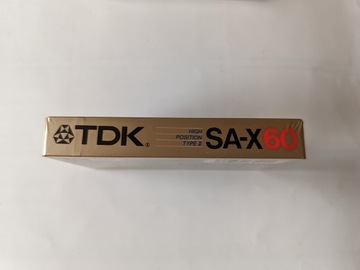 TDK
HIGH
POSITION
TYPE II
SA-X60